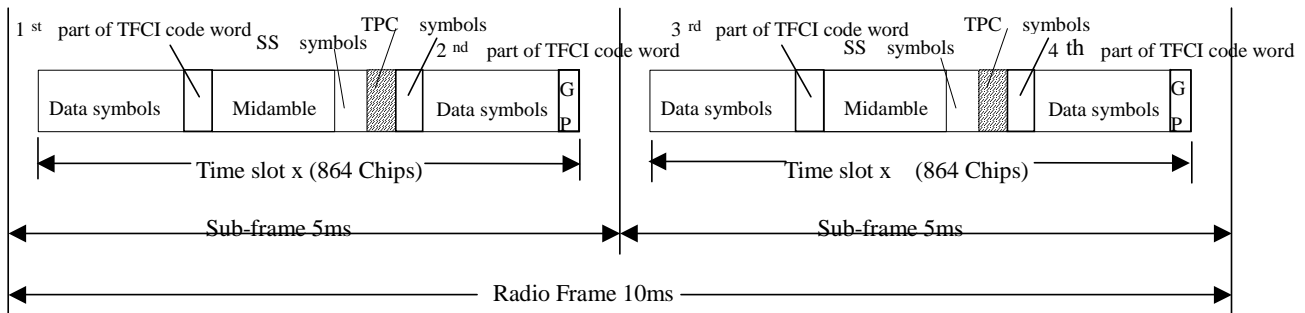 1 st part of TFCI code word
SS symbols
TPC symbols
2 nd part of TFCI code word
3 rd part of TFCI code word
SS symbols
TPC symbols
4 th part of TFCI code word
Data symbols
Midamble
Data symbols
G
P
Data symbols
Midamble
Data symbols
G
P
Time slot x (864 Chips)
Time slot x (864 Chips)
Sub-frame 5ms
Sub-frame 5ms
Radio Frame 10ms